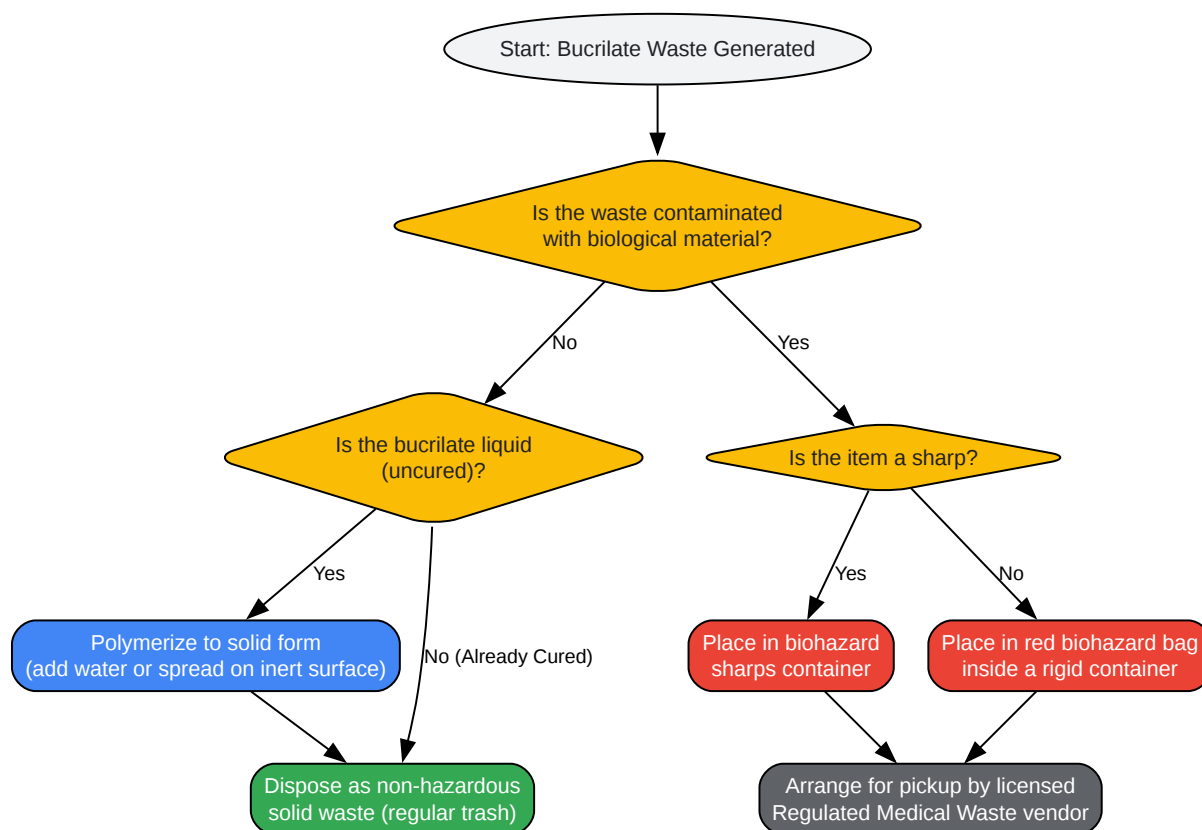 Start: Bucrilate Waste Generated
Is the waste contaminated
with biological material?
No
Yes
Is the bucrilate liquid
(uncured)?
Is the item a sharp?
Yes
No (Already Cured)
Yes
No
Polymerize to solid form
(add water or spread on inert surface)
Place in biohazard
sharps container
Place in red biohazard bag
inside a rigid container
Dispose as non-hazardous
solid waste (regular trash)
Arrange for pickup by licensed
Regulated Medical Waste vendor